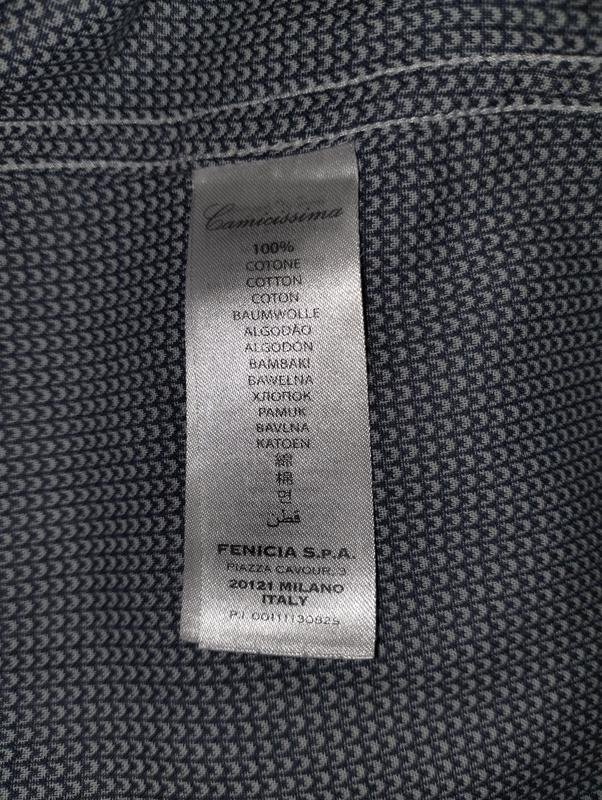 Camicissima
100%
COTONE
COTTON
COTON
BAUMWOLLE
ALGODÃO
ALGODÓN
BAMBAKI
BAWEŁNA
ХЛОПОК
PAMUK
BAVLNA
KATOEN
綿
棉
면
قطن
FENICIA S.P.A.
PIAZZA CAVOUR, 3
20121 MILANO
ITALY
P.I. 00111130825